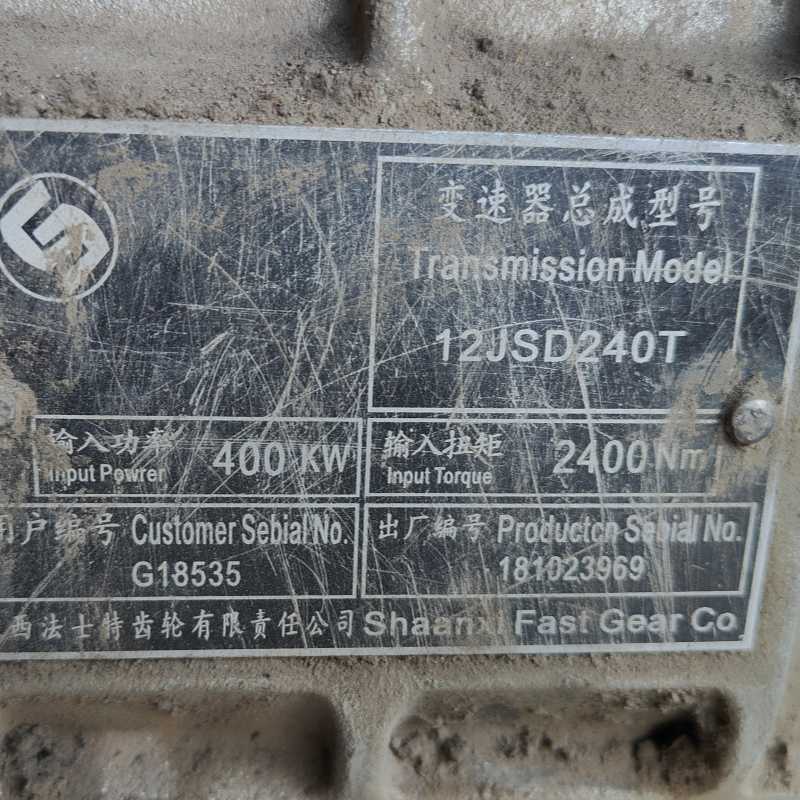 变速器总成型号
Transmission Model
12JSD240T
输入功率 400 KW
Input Powrer
输入扭矩 2400 Nm
Input Torque
户编号 Customer Sebial No.
G18535
出厂编号 Productcn Sebial No.
181023969
西法士特齿轮有限责任公司 Shaanxi Fast Gear Co